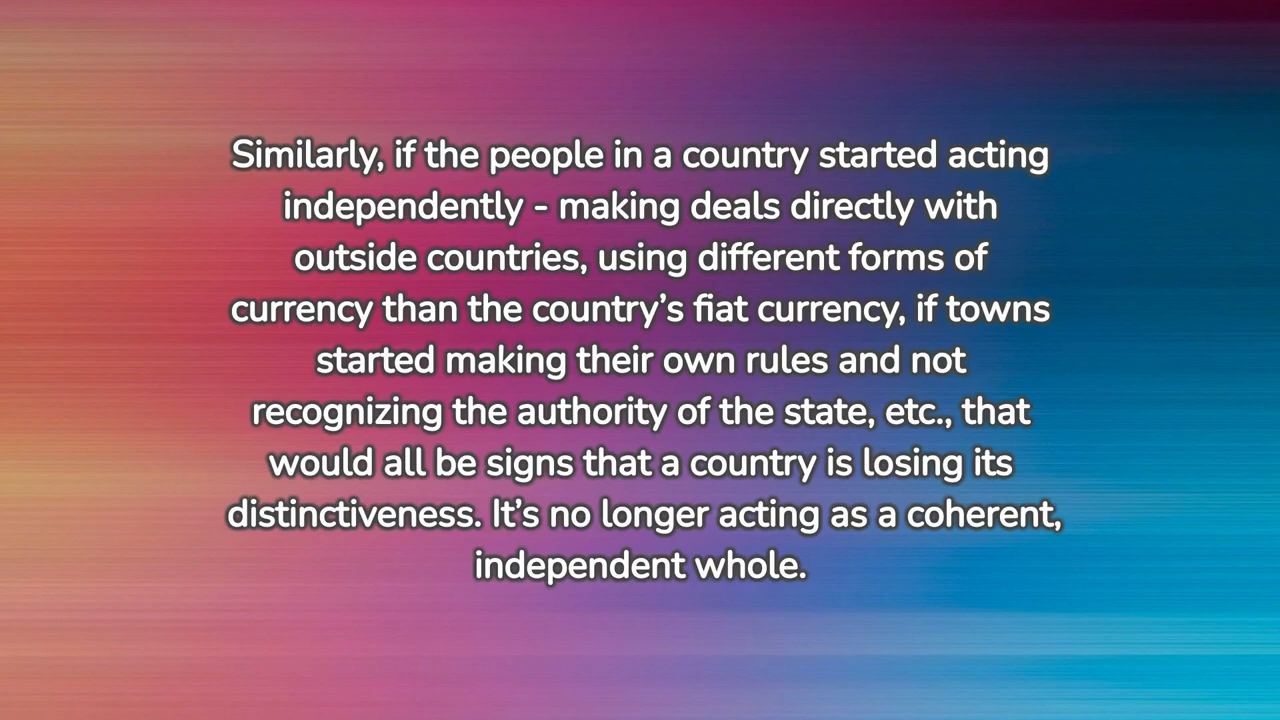 Similarly, if the people in a country started acting
independently - making deals directly with
outside countries, using different forms of
currency than the country’s fiat currency, if towns
started making their own rules and not
recognizing the authority of the state, etc., that
would all be signs that a country is losing its
distinctiveness. It’s no longer acting as a coherent,
independent whole.